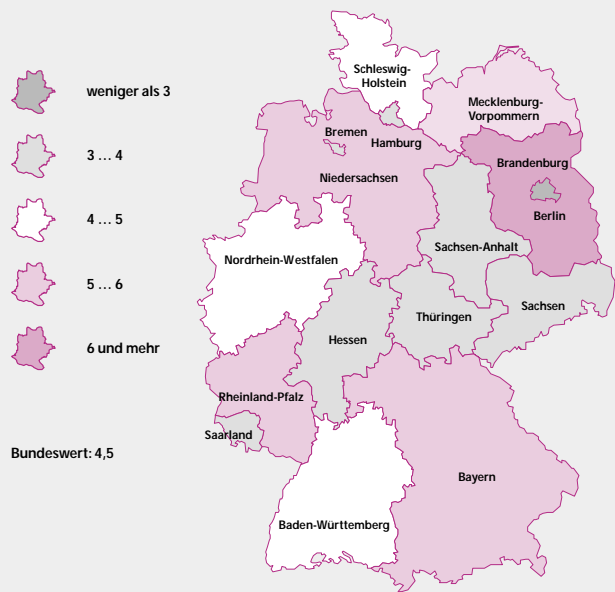 weniger als 3
3 ... 4
4 ... 5
5 ... 6
6 und mehr
Bundeswert: 4,5
Schleswig-
Holstein
Mecklenburg-
Vorpommern
Bremen
Hamburg
Niedersachsen
Brandenburg
Berlin
Sachsen-Anhalt
Nordrhein-Westfalen
Sachsen
Thüringen
Hessen
Rheinland-Pfalz
Saarland
Bayern
Baden-Württemberg